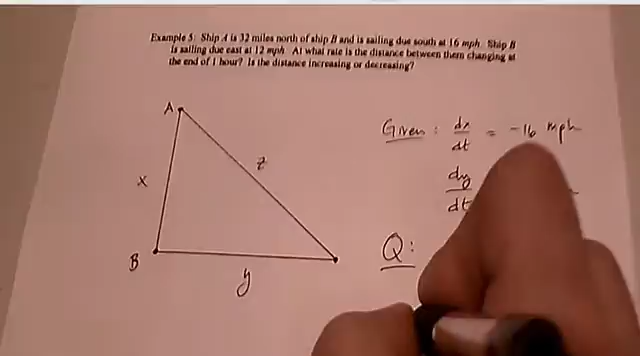 Example 5: Ship A is 32 miles north of ship B and is sailing due south at 16 mph. Ship B
is sailing due east at 12 mph. At what rate is the distance between them changing at
the end of 1 hour? Is the distance increasing or decreasing?
A
Given: dx/dt = -16 mph
z
x
dy/dt
B
Q:
y